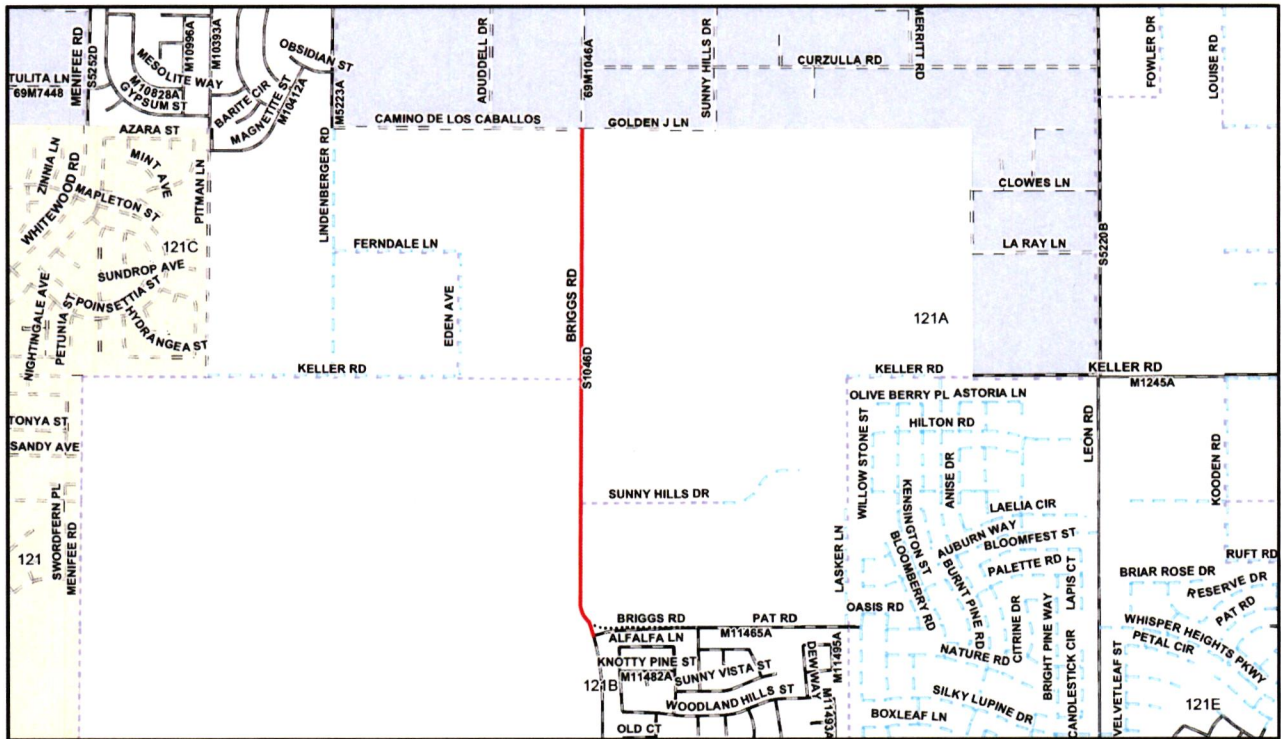 MENIFEE RD
S5252D
M10996A
M10393A
OBSIDIAN ST
MESOLITE WAY
TULITA LN
69M7448
M10828A
GYPSUM ST
BARITE CIR
MAGNETITE ST
M10412A
M5223A
ADUDDELL DR
69M1046A
SUNNY HILLS DR
CURZULLA RD
MERRITT RD
FOWLER DR
LOUISE RD
AZARA ST
CAMINO DE LOS CABALLOS
GOLDEN J LN
ZINNIA LN
WHITEWOOD RD
MINT AVE
MAPLETON ST
PITMAN LN
LINDENBERGER RD
CLOWES LN
121C
FERNDALE LN
LA RAY LN
S5220B
SUNDROP AVE
NIGHTINGALE AVE
PETUNIA ST
POINSETTIA ST
HYDRANGEA ST
EDEN AVE
BRIGGS RD
121A
KELLER RD
S1046D
KELLER RD
KELLER RD
M1245A
OLIVE BERRY PL
ASTORIA LN
TONYA ST
HILTON RD
SANDY AVE
WILLOW STONE ST
LEON RD
KOODEN RD
ANISE DR
SUNNY HILLS DR
KENSINGTON ST
LAELIA CIR
SWORDFERN PL
MENIFEE RD
AUBURN WAY
BLOOMFEST ST
121
LASKER LN
BLOOMBERRY RD
BURNT PINE RD
PALETTE RD
LAPIS CT
RUFT RD
BRIAR ROSE DR
RESERVE DR
PAT RD
BRIGGS RD
PAT RD
OASIS RD
CITRINE DR
BRIGHT PINE WAY
WHISPER HEIGHTS PKWY
PETAL CIR
ALFALFA LN
M11465A
KNOTTY PINE ST
M11482A
SUNNY VISTA ST
DEWI WAY
M11495A
NATURE RD
121B
WOODLAND HILLS ST
M11493A
SILKY LUPINE DR
CANDLESTICK CIR
VELVETLEAF ST
121E
OLD CT
BOXLEAF LN